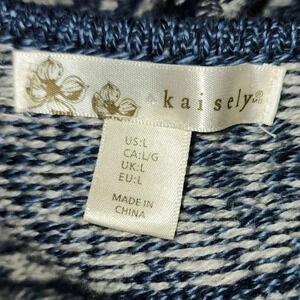 kaisely
US:L
CA:L/G
UK:L
EU:L
MADE IN
CHINA